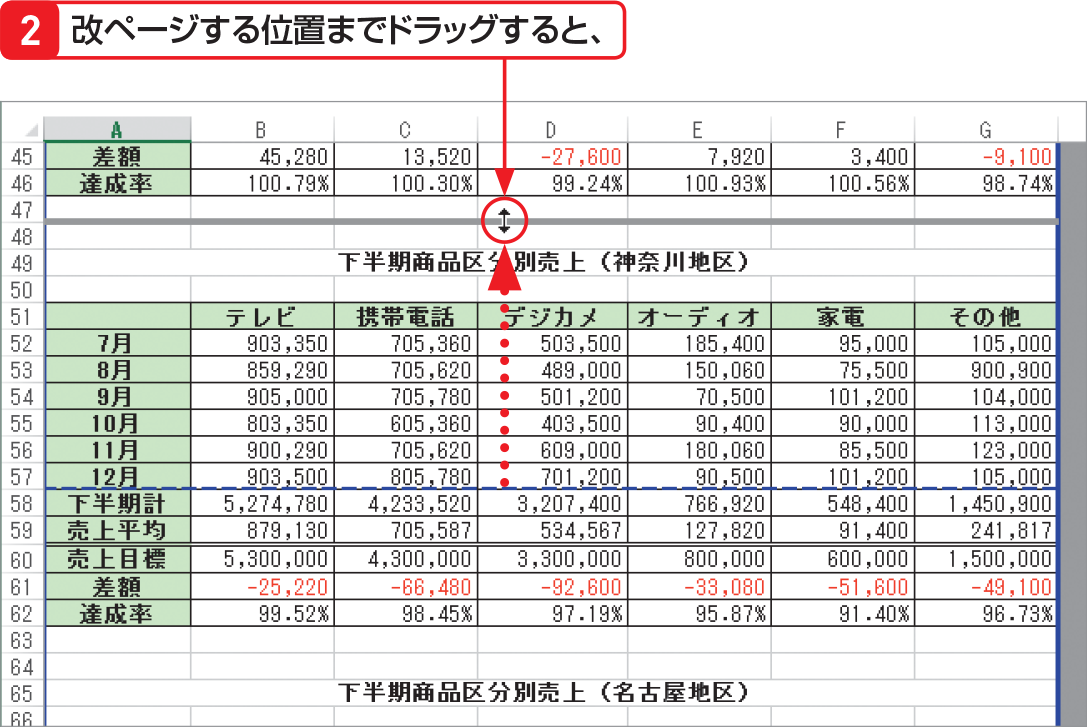 2 改ページする位置までドラッグすると、
A B C D E F G
45 差額 45,280 13,520 -27,600 7,920 3,400 -9,100
46 達成率 100.79% 100.30% 99.24% 100.93% 100.56% 98.74%
47
48
49 下半期商品区分別売上（神奈川地区）
50
51 テレビ 携帯電話 デジカメ オーディオ 家電 その他
52 7月 903,350 705,360 503,500 185,400 95,000 105,000
53 8月 859,290 705,620 489,000 150,060 75,500 900,900
54 9月 905,000 705,780 501,200 70,500 101,200 104,000
55 10月 803,350 605,360 403,500 90,400 90,000 113,000
56 11月 900,290 705,620 609,000 180,060 85,500 123,000
57 12月 903,500 805,780 701,200 90,500 101,200 105,000
58 下半期計 5,274,780 4,233,520 3,207,400 766,920 548,400 1,450,900
59 売上平均 879,130 705,587 534,567 127,820 91,400 241,817
60 売上目標 5,300,000 4,300,000 3,300,000 800,000 600,000 1,500,000
61 差額 -25,220 -66,480 -92,600 -33,080 -51,600 -49,100
62 達成率 99.52% 98.45% 97.19% 95.87% 91.40% 96.73%
63
64
65 下半期商品区分別売上（名古屋地区）
66